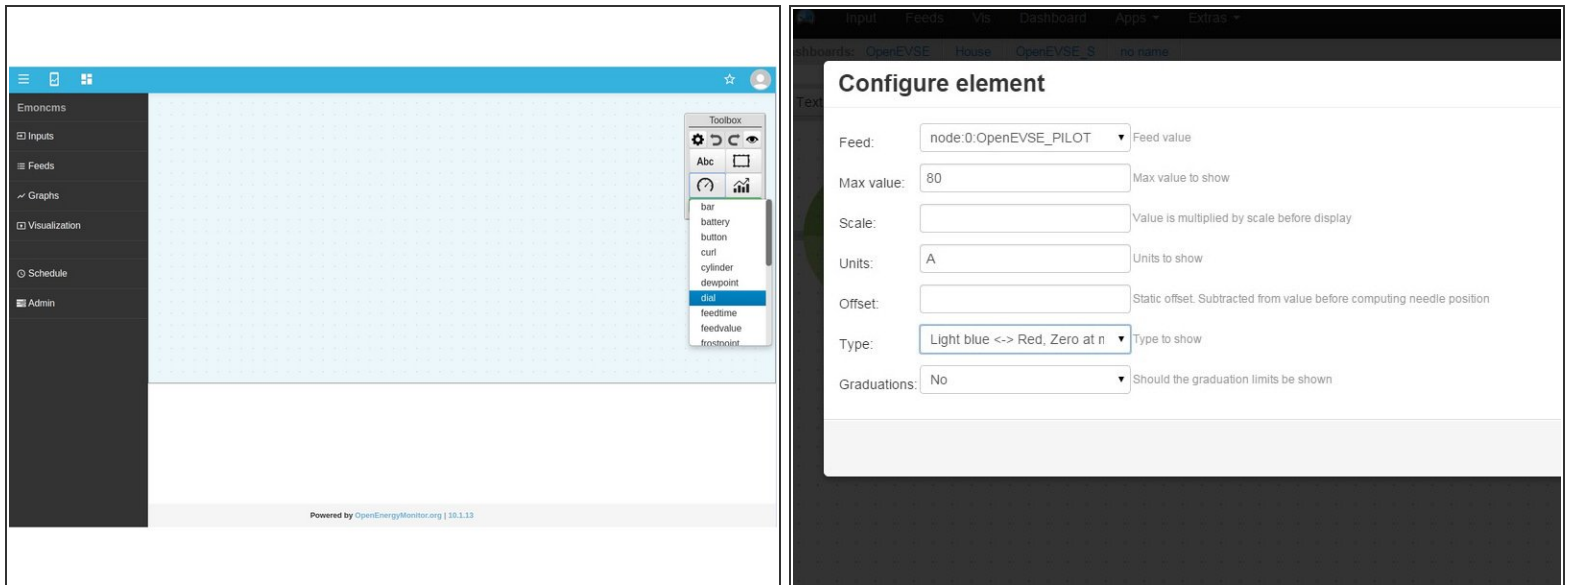 Emoncms
Inputs
Feeds
Graphs
Visualization
Schedule
Admin
Toolbox
Abc
bar
battery
button
curl
cylinder
dewpoint
dial
feedtime
feedvalue
frostpoint
Powered by OpenEnergyMonitor.org | 10.1.13
Input Feeds Vis Dashboard Apps Extras
shboards: OpenEVSE House OpenEVSE_S no name
Text
Configure element
Feed: node:0:OpenEVSE_PILOT Feed value
Max value: 80 Max value to show
Scale: Value is multiplied by scale before display
Units: A Units to show
Offset: Static offset. Subtracted from value before computing needle position
Type: Light blue <-> Red, Zero at Type to show
Graduations: No Should the graduation limits be shown